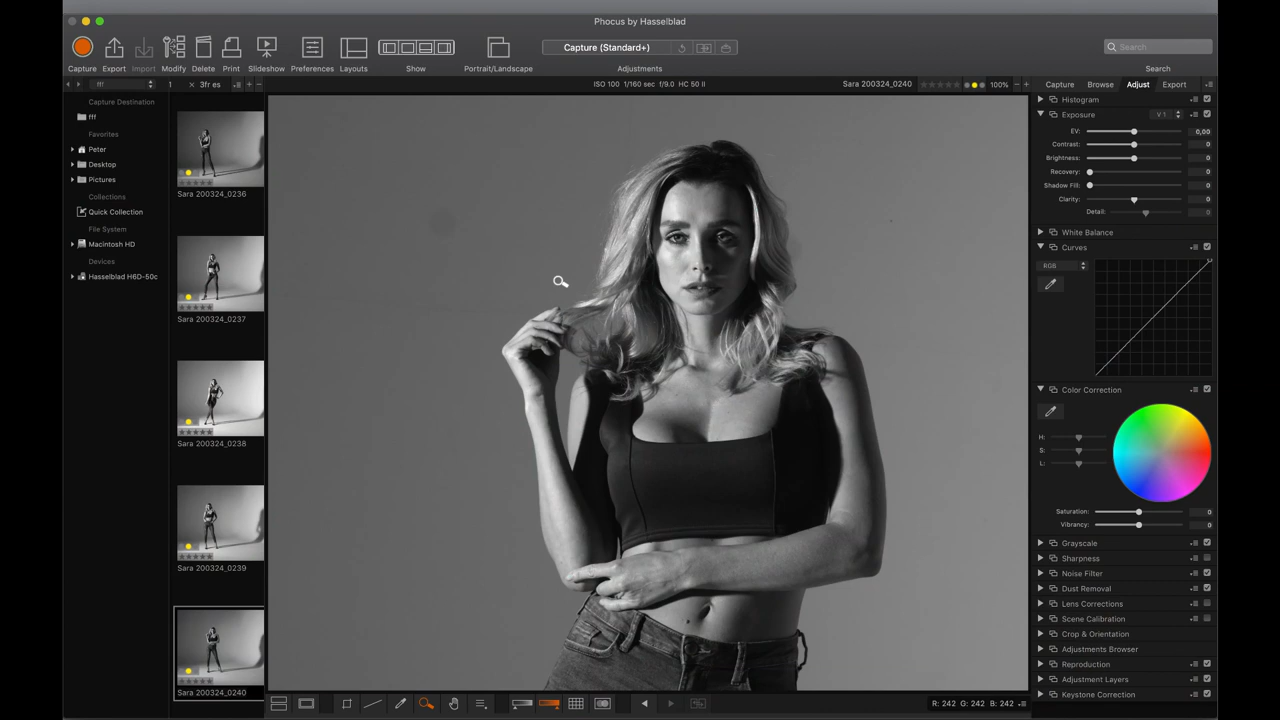 Phocus by Hasselblad
Capture (Standard+)
Search
Capture Export Import Modify Delete Print Slideshow Preferences Layouts Show Portrait/Landscape Adjustments Search
fff 1 3fr es ISO 100 1/160 sec f/9.0 HC 50 II Sara 200324_0240 100% Capture Browse Adjust Export
Capture Destination
fff
Favorites
Peter
Desktop
Pictures
Collections
Quick Collection
File System
Macintosh HD
Devices
Hasselblad H6D-50c
Sara 200324_0236
Sara 200324_0237
Sara 200324_0238
Sara 200324_0239
Sara 200324_0240
Histogram
Exposure V 1
EV: 0,00
Contrast: 0
Brightness: 0
Recovery: 0
Shadow Fill: 0
Clarity: 0
Detail: 0
White Balance
Curves
RGB
Color Correction
H:
S:
L:
Saturation: 0
Vibrancy: 0
Grayscale
Sharpness
Noise Filter
Dust Removal
Lens Corrections
Scene Calibration
Crop & Orientation
Adjustments Browser
Reproduction
Adjustment Layers
Keystone Correction
R: 242 G: 242 B: 242